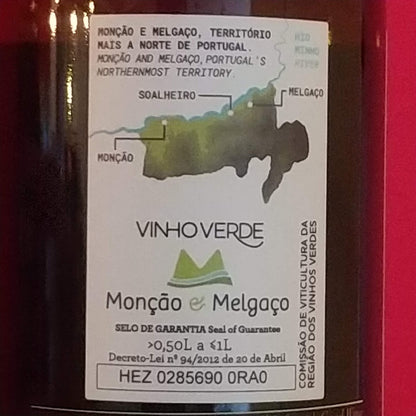 MONÇÃO E MELGAÇO, TERRITÓRIO
MAIS A NORTE DE PORTUGAL.
MONÇÃO AND MELGAÇO, PORTUGAL'S
NORTHERNMOST TERRITORY.
RIO
MINHO
RIVER
MELGAÇO
SOALHEIRO
MONÇÃO
VINHO VERDE
Monção e Melgaço
SELO DE GARANTIA Seal of Guarantee
>0,50L a ≤1L
Decreto-Lei nº 94/2012 de 20 de Abril
HEZ 0285690 0RA0
COMISSÃO DE VITICULTURA DA
REGIÃO DOS VINHOS VERDES